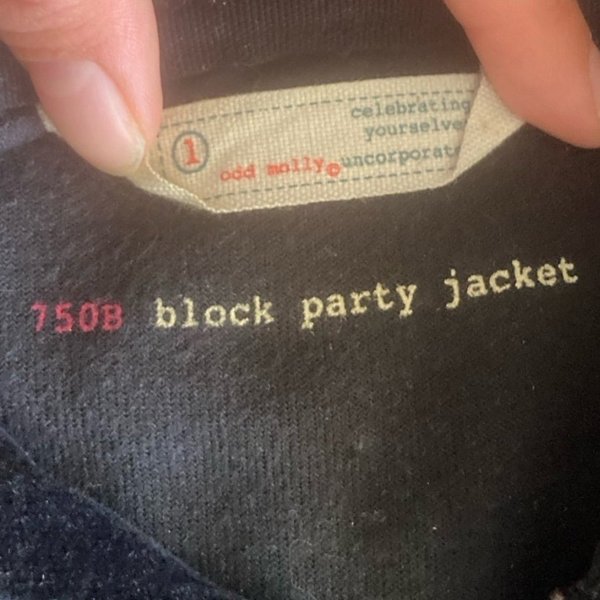 celebrating
yourselve
uncorporat
1
odd molly©
750B block party jacket